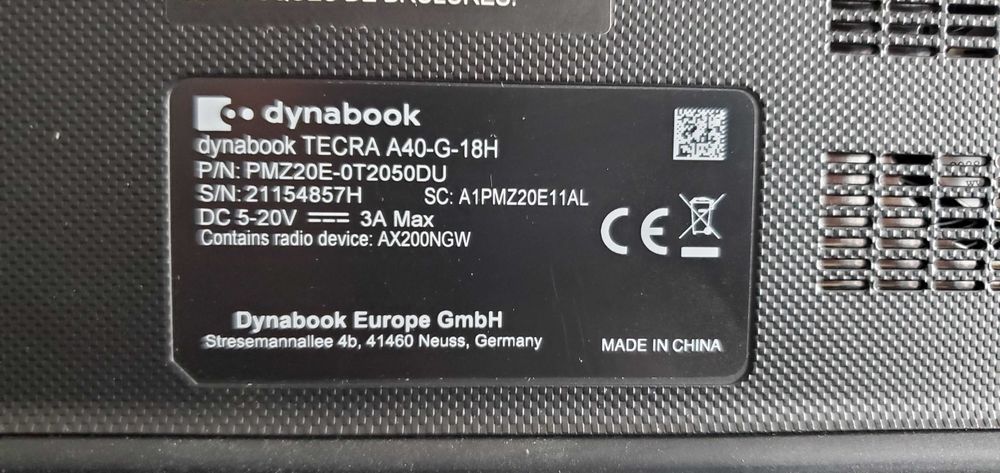 dynabook
dynabook TECRA A40-G-18H
P/N: PMZ20E-0T2050DU
S/N: 21154857H SC: A1PMZ20E11AL
DC 5-20V ⎓ 3A Max
Contains radio device: AX200NGW
CE
Dynabook Europe GmbH
Stresemannallee 4b, 41460 Neuss, Germany
MADE IN CHINA